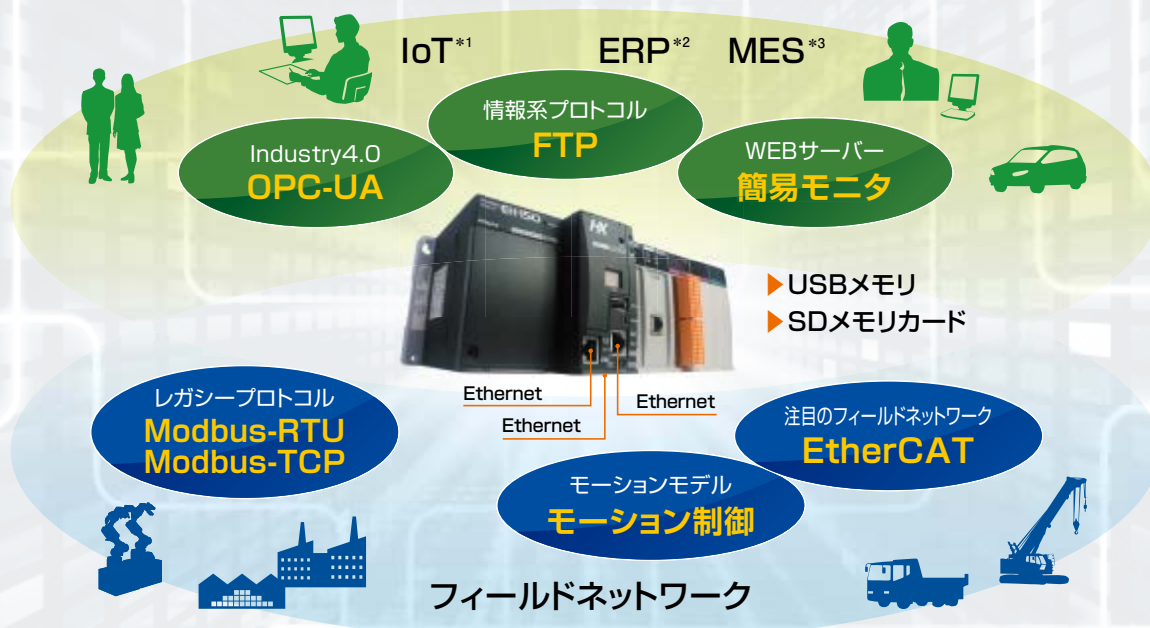 IoT*1
ERP*2
MES*3
情報系プロトコル
FTP
Industry4.0
OPC-UA
WEBサーバー
簡易モニタ
EH150
HX
▶USBメモリ
▶SDメモリカード
Ethernet
Ethernet
Ethernet
レガシープロトコル
Modbus-RTU
Modbus-TCP
注目のフィールドネットワーク
EtherCAT
モーションモデル
モーション制御
フィールドネットワーク